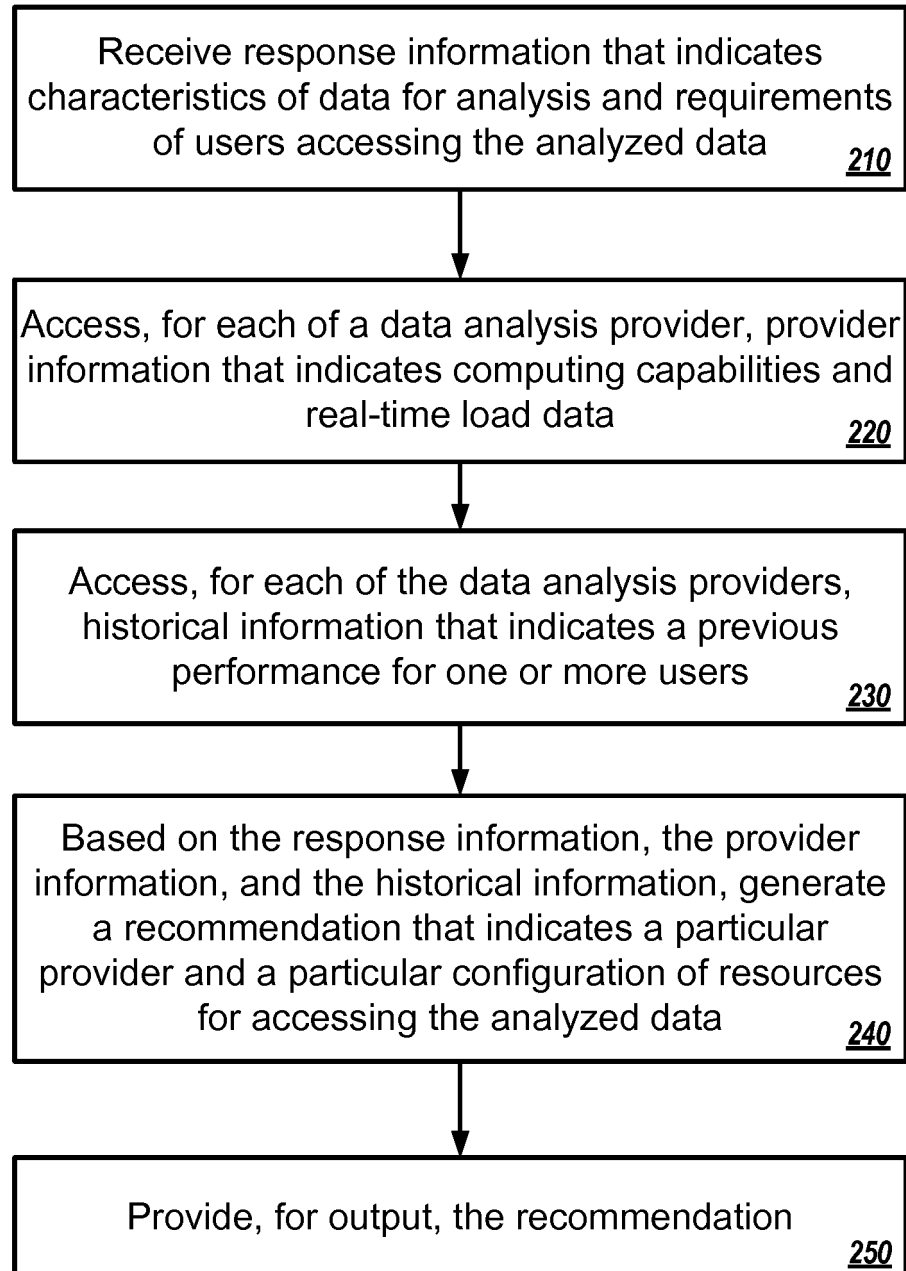 Receive response information that indicates
characteristics of data for analysis and requirements
of users accessing the analyzed data
210
Access, for each of a data analysis provider, provider
information that indicates computing capabilities and
real-time load data
220
Access, for each of the data analysis providers,
historical information that indicates a previous
performance for one or more users
230
Based on the response information, the provider
information, and the historical information, generate
a recommendation that indicates a particular
provider and a particular configuration of resources
for accessing the analyzed data
240
Provide, for output, the recommendation
250